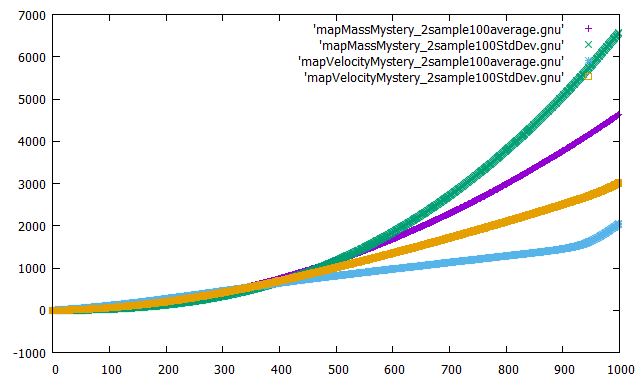 7000
6000
5000
4000
3000
2000
1000
0
-1000
'mapMassMystery_2sample100average.gnu'
'mapMassMystery_2sample100StdDev.gnu'
'mapVelocityMystery_2sample100average.gnu'
'mapVelocityMystery_2sample100StdDev.gnu'
0 100 200 300 400 500 600 700 800 900 1000